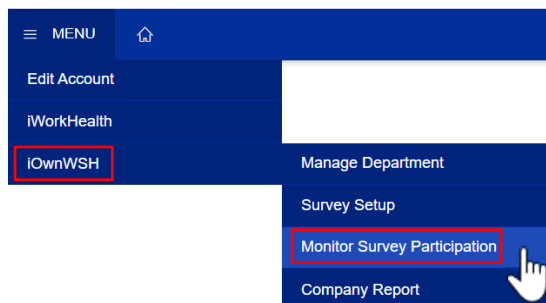 MENU
Edit Account
iWorkHealth
iOwnWSH
Manage Department
Survey Setup
Monitor Survey Participation
Company Report